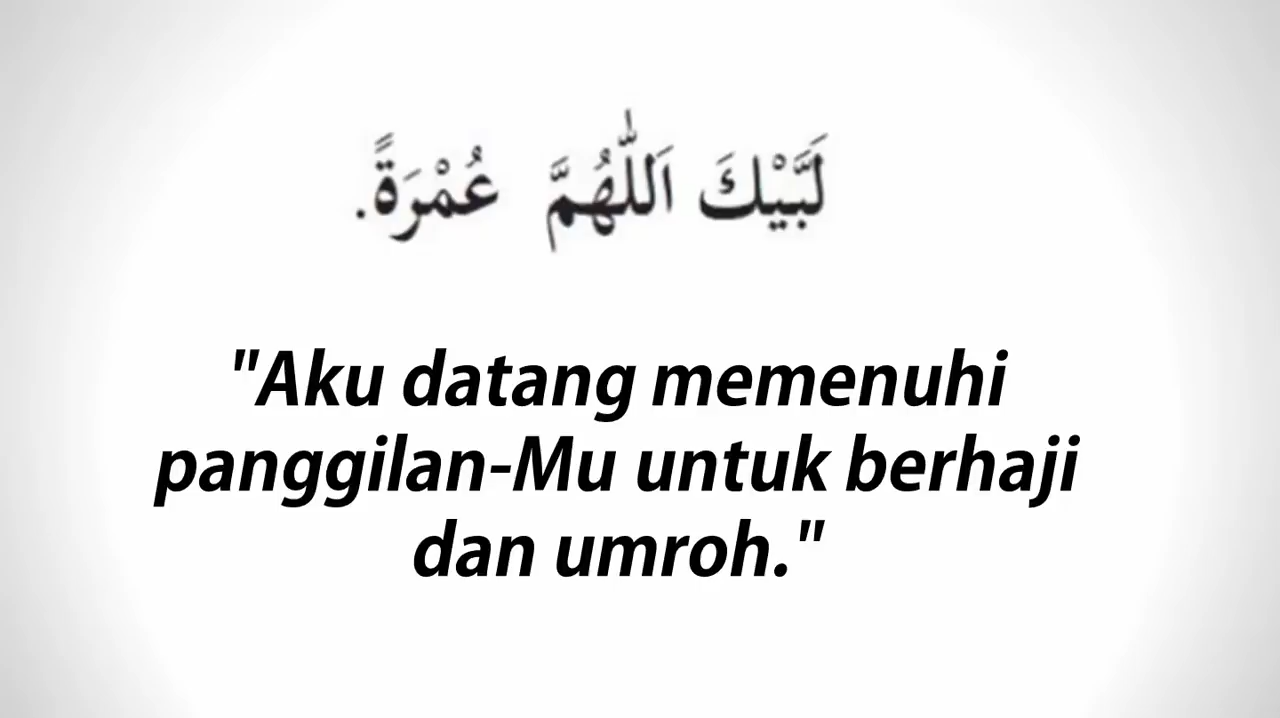 لَبَّيْكَ اَللّٰهُمَّ عُمْرَةً.
"Aku datang memenuhi
panggilan-Mu untuk berhaji
dan umroh."